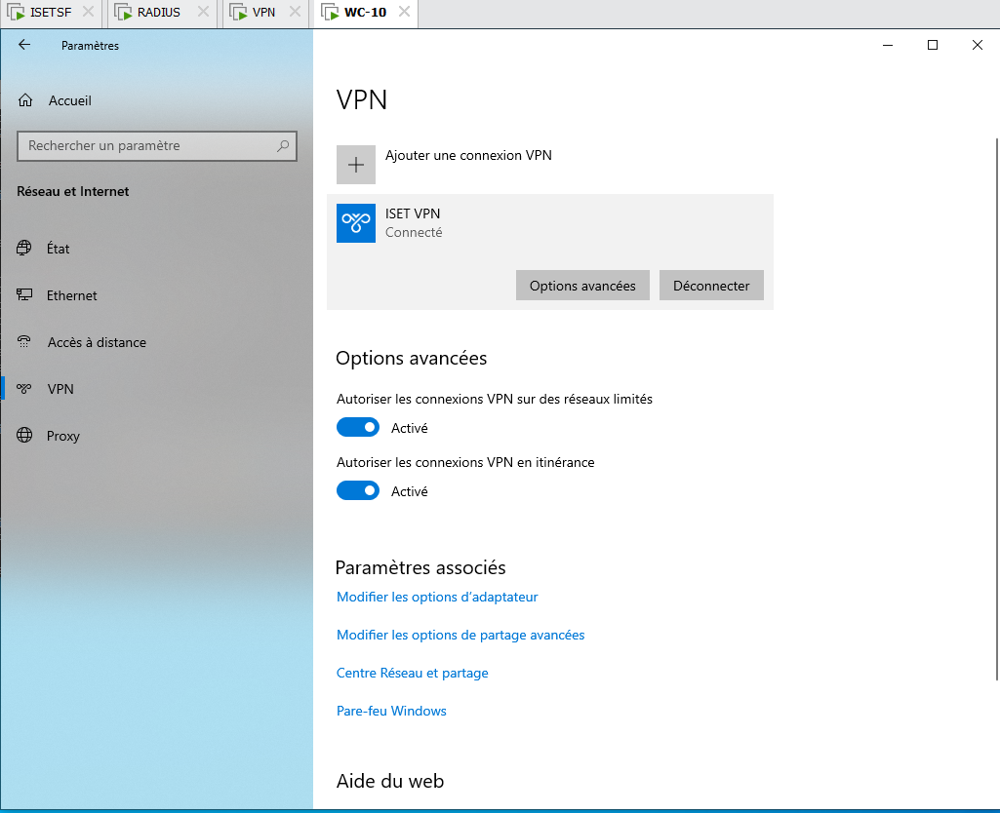 ISETSF
RADIUS
VPN
WC-10
Paramètres
Accueil
Rechercher un paramètre
Réseau et Internet
État
Ethernet
Accès à distance
VPN
Proxy
VPN
Ajouter une connexion VPN
ISET VPN
Connecté
Options avancées
Déconnecter
Options avancées
Autoriser les connexions VPN sur des réseaux limités
Activé
Autoriser les connexions VPN en itinérance
Activé
Paramètres associés
Modifier les options d’adaptateur
Modifier les options de partage avancées
Centre Réseau et partage
Pare-feu Windows
Aide du web